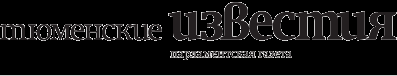 тюменские известия
парламентская газета